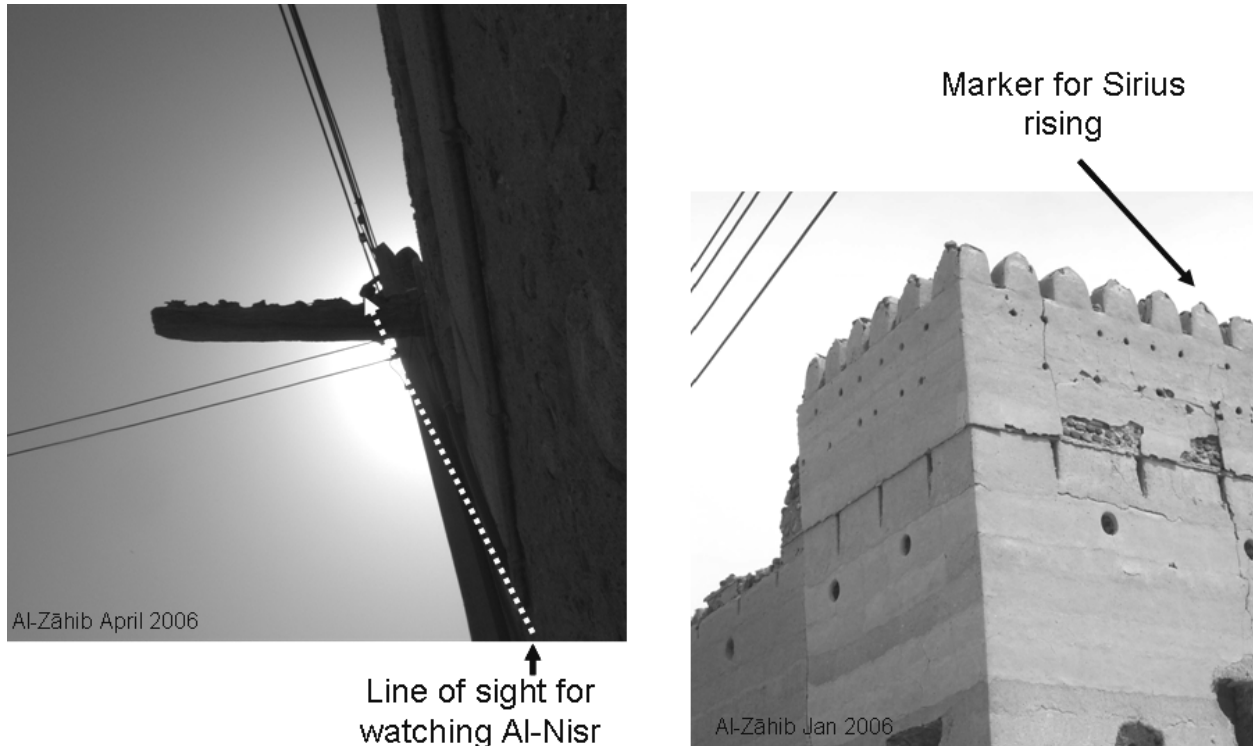 Al-Zāhib April 2006
Line of sight for
watching Al-Nisr
Marker for Sirius
rising
Al-Zāhib Jan 2006